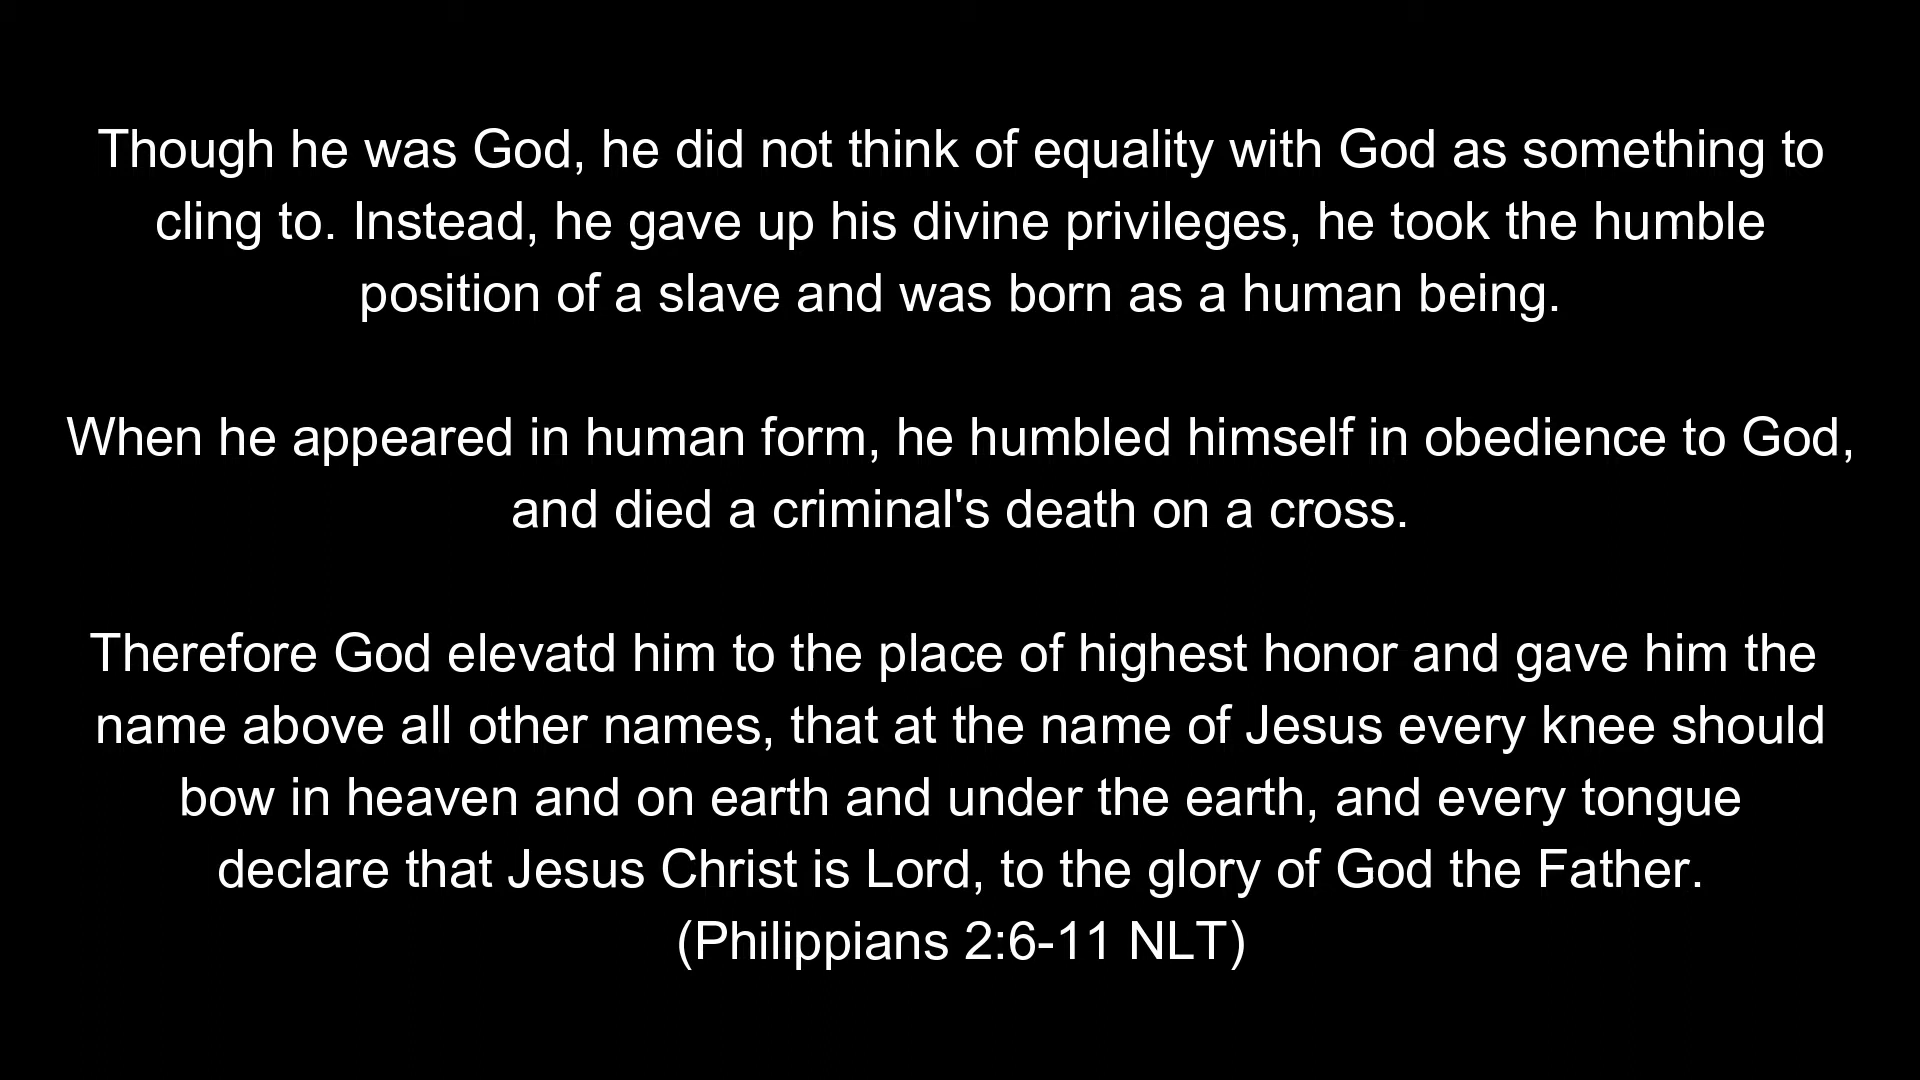 Though he was God, he did not think of equality with God as something to
cling to. Instead, he gave up his divine privileges, he took the humble
position of a slave and was born as a human being.
When he appeared in human form, he humbled himself in obedience to God,
and died a criminal's death on a cross.
Therefore God elevatd him to the place of highest honor and gave him the
name above all other names, that at the name of Jesus every knee should
bow in heaven and on earth and under the earth, and every tongue
declare that Jesus Christ is Lord, to the glory of God the Father.
(Philippians 2:6-11 NLT)